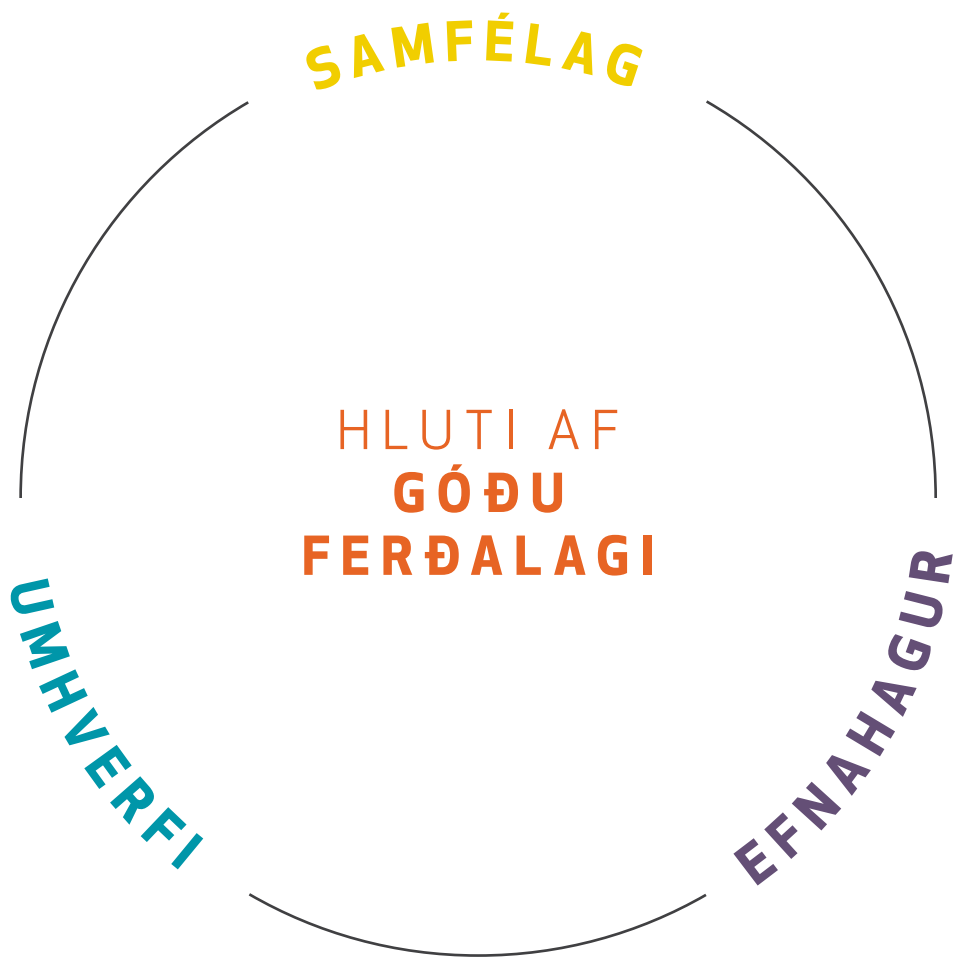 SAMFÉLAG
HLUTI AF
GÓÐU
FERÐALAGI
UMHVERFI
EFNAHAGUR